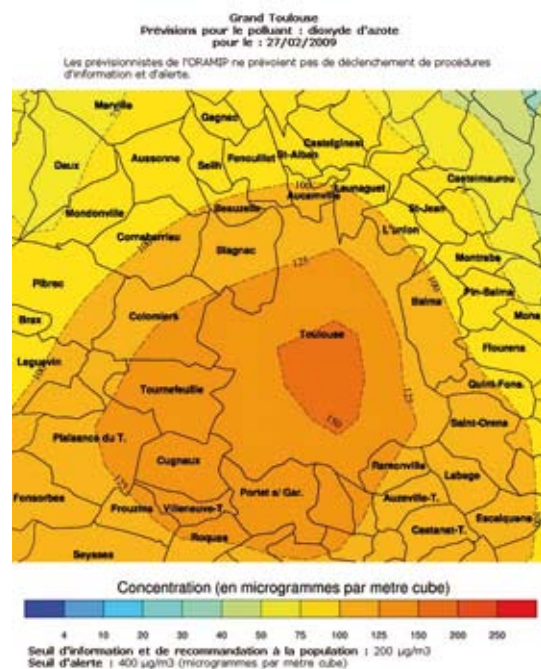 Grand Toulouse
Prévisions pour le polluant : dioxyde d'azote
pour le : 27/02/2009
Les prévisionnistes de l'ORAMIP ne prévoient pas de déclenchement de procédures
d'information et d'alerte.
Merville
Gagnac
Daux
Aussonne
Seilh
Fenouillet
St-Alban
Castelginest
Castelmaurou
Launaguet
100
Mondonville
Beauzelle
Aucamville
St-Jean
Cornebarrieu
100
L'union
Blagnac
125
Montrabe
Pibrac
100
Balma
Pin-Balma
Brax
Colomiers
Toulouse
Mons
Flourens
Leguevin
100
Tournefeuille
Quint-Fons.
125
150
Saint-Orens
Plaisance du T.
Cugnaux
Ramonville
Labege
125
Portet s/ Gar.
Fonsorbes
Frouzins
Villeneuve-T.
Auzeville-T.
Escalquens
Roques
Castanet-T.
Seysses
Concentration (en microgrammes par metre cube)
4 10 20 30 40 50 75 100 125 150 200 250
Seuil d'information et de recommandation à la population : 200 µg/m3
Seuil d'alerte : 400 µg/m3 (microgrammes par metre cube)